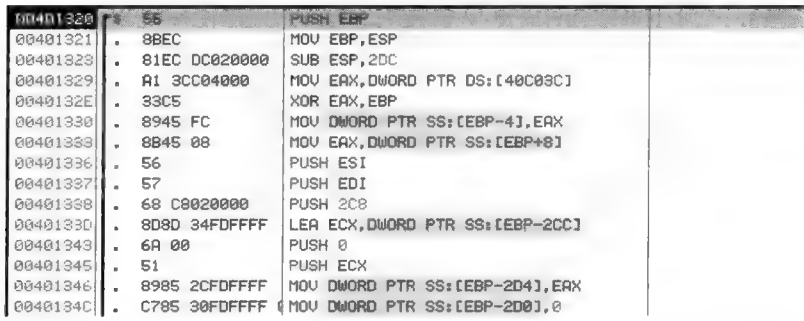 00401320 r$ 55 PUSH EBP
00401321 . 8BEC MOV EBP,ESP
00401323 . 81EC DC020000 SUB ESP,2DC
00401329 . A1 3CC04000 MOV EAX,DWORD PTR DS:[40C03C]
0040132E . 33C5 XOR EAX,EBP
00401330 . 8945 FC MOV DWORD PTR SS:[EBP-4],EAX
00401333 . 8B45 08 MOV EAX,DWORD PTR SS:[EBP+8]
00401336 . 56 PUSH ESI
00401337 . 57 PUSH EDI
00401338 . 68 C8020000 PUSH 2C8
0040133D . 8D8D 34FDFFFF LEA ECX,DWORD PTR SS:[EBP-2CC]
00401343 . 6A 00 PUSH 0
00401345 . 51 PUSH ECX
00401346 . 8985 2CFDFFFF MOV DWORD PTR SS:[EBP-2D4],EAX
0040134C . C785 30FDFFFF MOV DWORD PTR SS:[EBP-2D0],0